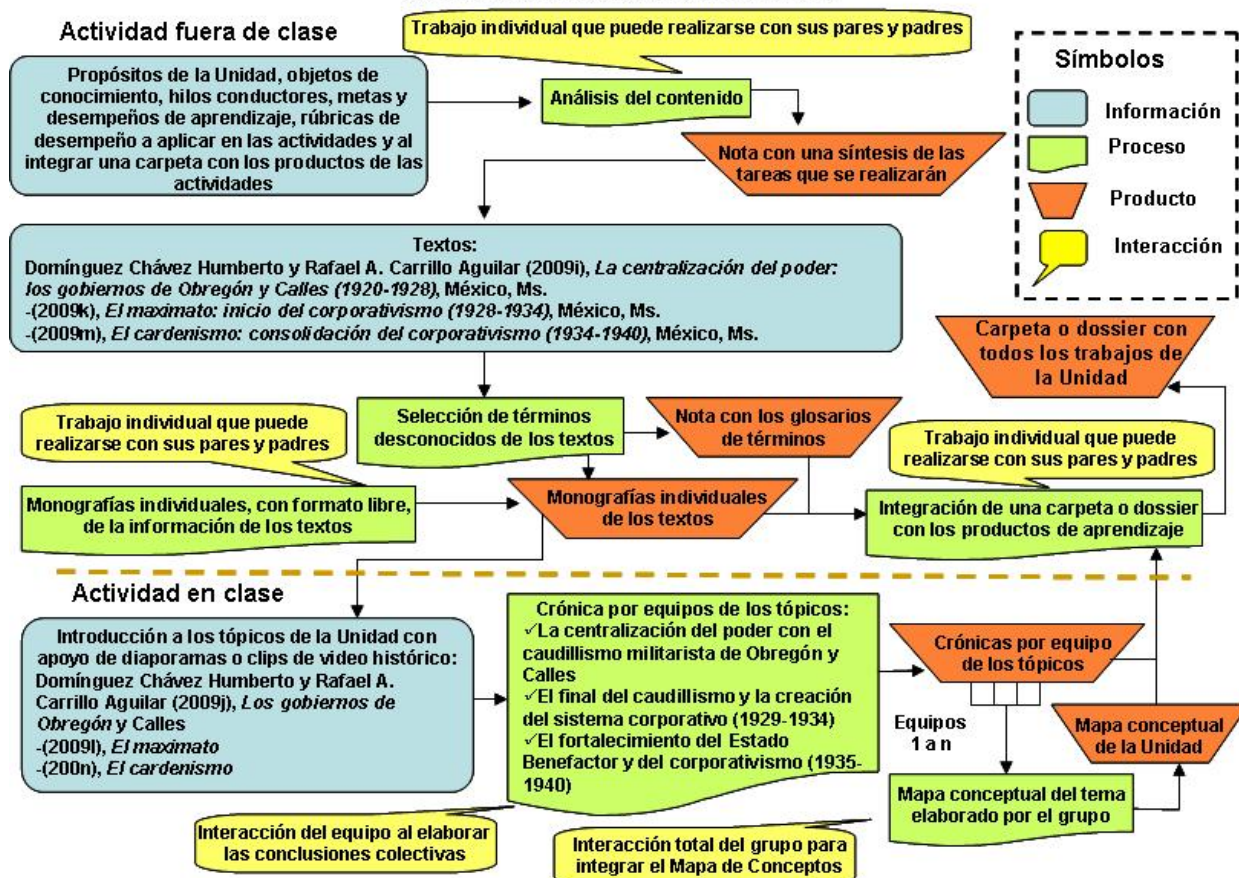 Trabajo individual que puede realizarse con sus pares y padres
Actividad fuera de clase
Propósitos de la Unidad, objetos de
conocimiento, hilos conductores, metas y
desempeños de aprendizaje, rúbricas de
desempeño a aplicar en las actividades y al
integrar una carpeta con los productos de las
actividades
Análisis del contenido
Nota con una síntesis de las
tareas que se realizarán
Símbolos
Información
Proceso
Producto
Interacción
Textos:
Domínguez Chávez Humberto y Rafael A. Carrillo Aguilar (2009i), La centralización del poder:
los gobiernos de Obregón y Calles (1920-1928), México, Ms.
-(2009k), El maximato: inicio del corporativismo (1928-1934), México, Ms.
-(2009m), El cardenismo: consolidación del corporativismo (1934-1940), México, Ms.
Carpeta o dossier con
todos los trabajos de
la Unidad
Trabajo individual que puede
realizarse con sus pares y padres
Selección de términos
desconocidos de los textos
Nota con los glosarios
de términos
Trabajo individual que puede
realizarse con sus pares y padres
Monografías individuales, con formato libre,
de la información de los textos
Monografías individuales
de los textos
Integración de una carpeta o dossier
con los productos de aprendizaje
Actividad en clase
Introducción a los tópicos de la Unidad con
apoyo de diaporamas o clips de video histórico:
Domínguez Chávez Humberto y Rafael A.
Carrillo Aguilar (2009j), Los gobiernos de
Obregón y Calles
-(2009l), El maximato
-(200n), El cardenismo
Crónica por equipos de los tópicos:
✓La centralización del poder con el
caudillismo militarista de Obregón y
Calles
✓El final del caudillismo y la creación
del sistema corporativo (1929-1934)
✓El fortalecimiento del Estado
Benefactor y del corporativismo (1935-
1940)
Crónicas por equipo
de los tópicos
Equipos
1 a n
Mapa conceptual
de la Unidad
Mapa conceptual del tema
elaborado por el grupo
Interacción del equipo al elaborar
las conclusiones colectivas
Interacción total del grupo para
integrar el Mapa de Conceptos